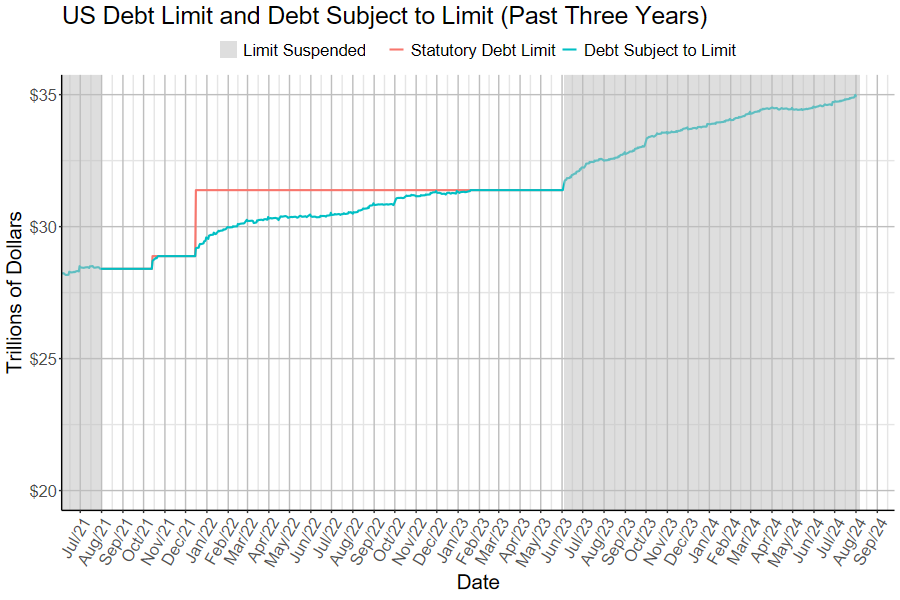 US Debt Limit and Debt Subject to Limit (Past Three Years)
Limit Suspended Statutory Debt Limit Debt Subject to Limit
Trillions of Dollars
$35
$30
$25
$20
Jul/21 Aug/21 Sep/21 Oct/21 Nov/21 Dec/21 Jan/22 Feb/22 Mar/22 Apr/22 May/22 Jun/22 Jul/22 Aug/22 Sep/22 Oct/22 Nov/22 Dec/22 Jan/23 Feb/23 Mar/23 Apr/23 May/23 Jun/23 Jul/23 Aug/23 Sep/23 Oct/23 Nov/23 Dec/23 Jan/24 Feb/24 Mar/24 Apr/24 May/24 Jun/24 Jul/24 Aug/24 Sep/24
Date